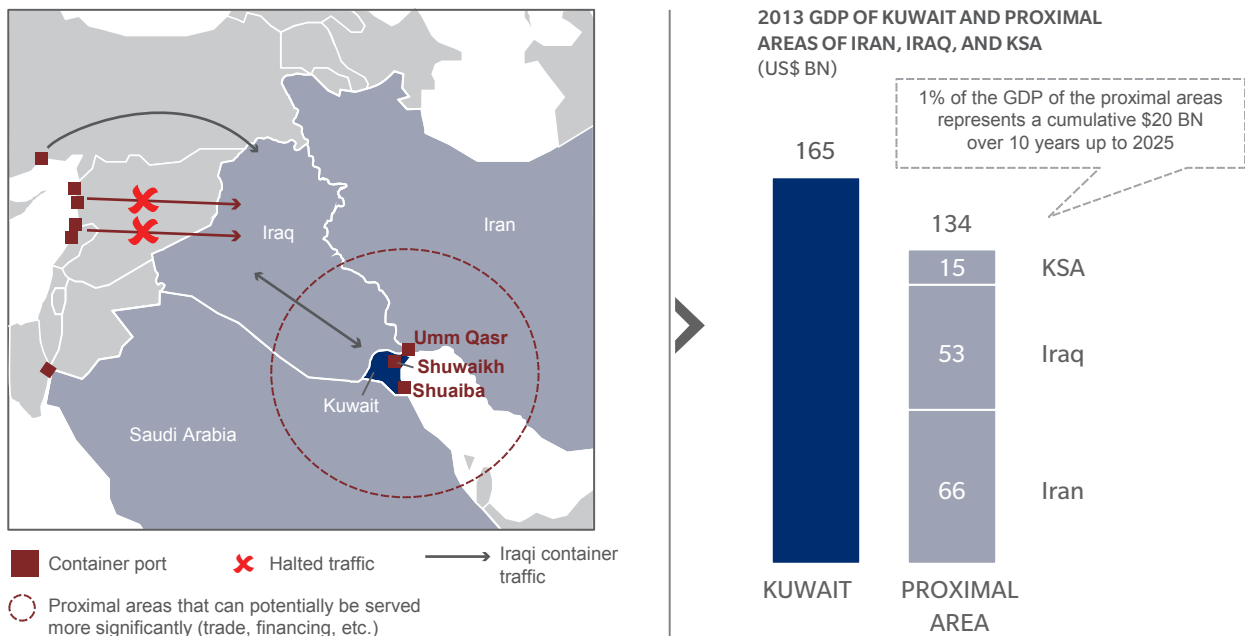 Iraq
Iran
Umm Qasr
Shuwaikh
Shuaiba
Kuwait
Saudi Arabia
Container port
Halted traffic
Iraqi container
traffic
Proximal areas that can potentially be served
more significantly (trade, financing, etc.)
2013 GDP OF KUWAIT AND PROXIMAL
AREAS OF IRAN, IRAQ, AND KSA
(US$ BN)
1% of the GDP of the proximal areas
represents a cumulative $20 BN
over 10 years up to 2025
165
134
15
KSA
53
Iraq
66
Iran
KUWAIT
PROXIMAL
AREA